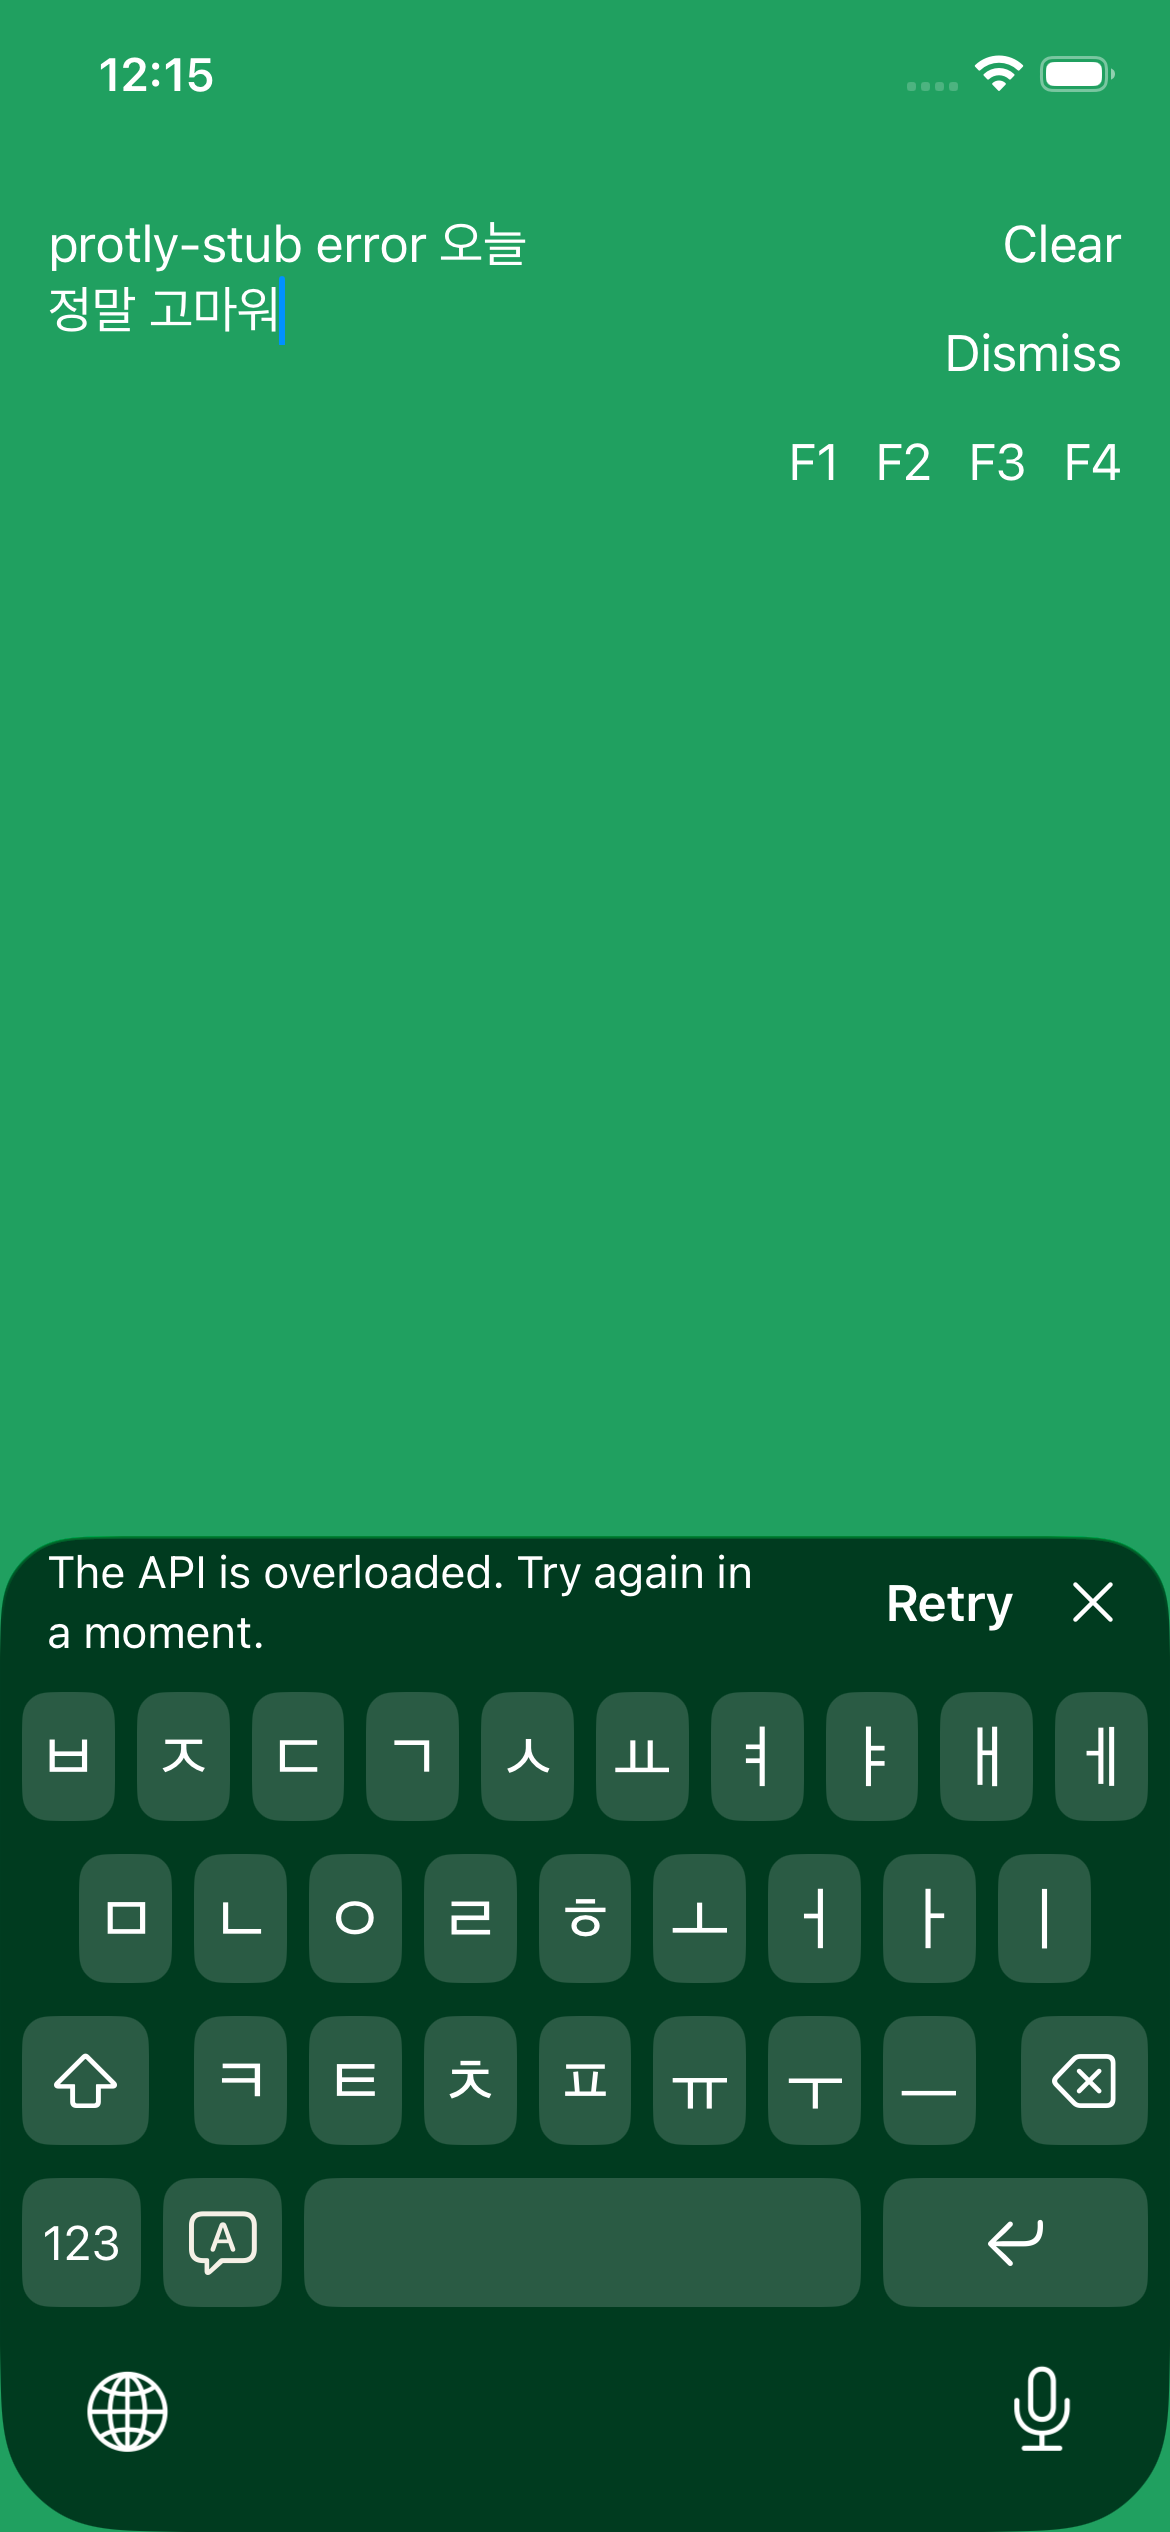 12:15
protly-stub error 오늘
정말 고마워
Clear
Dismiss
F1 F2 F3 F4
The API is overloaded. Try again in
a moment.
Retry
ㅂ ㅈ ㄷ ㄱ ㅅ ㅛ ㅕ ㅑ ㅐ ㅔ
ㅁ ㄴ ㅇ ㄹ ㅎ ㅗ ㅓ ㅏ ㅣ
ㅋ ㅌ ㅊ ㅍ ㅠ ㅜ ㅡ
123 A